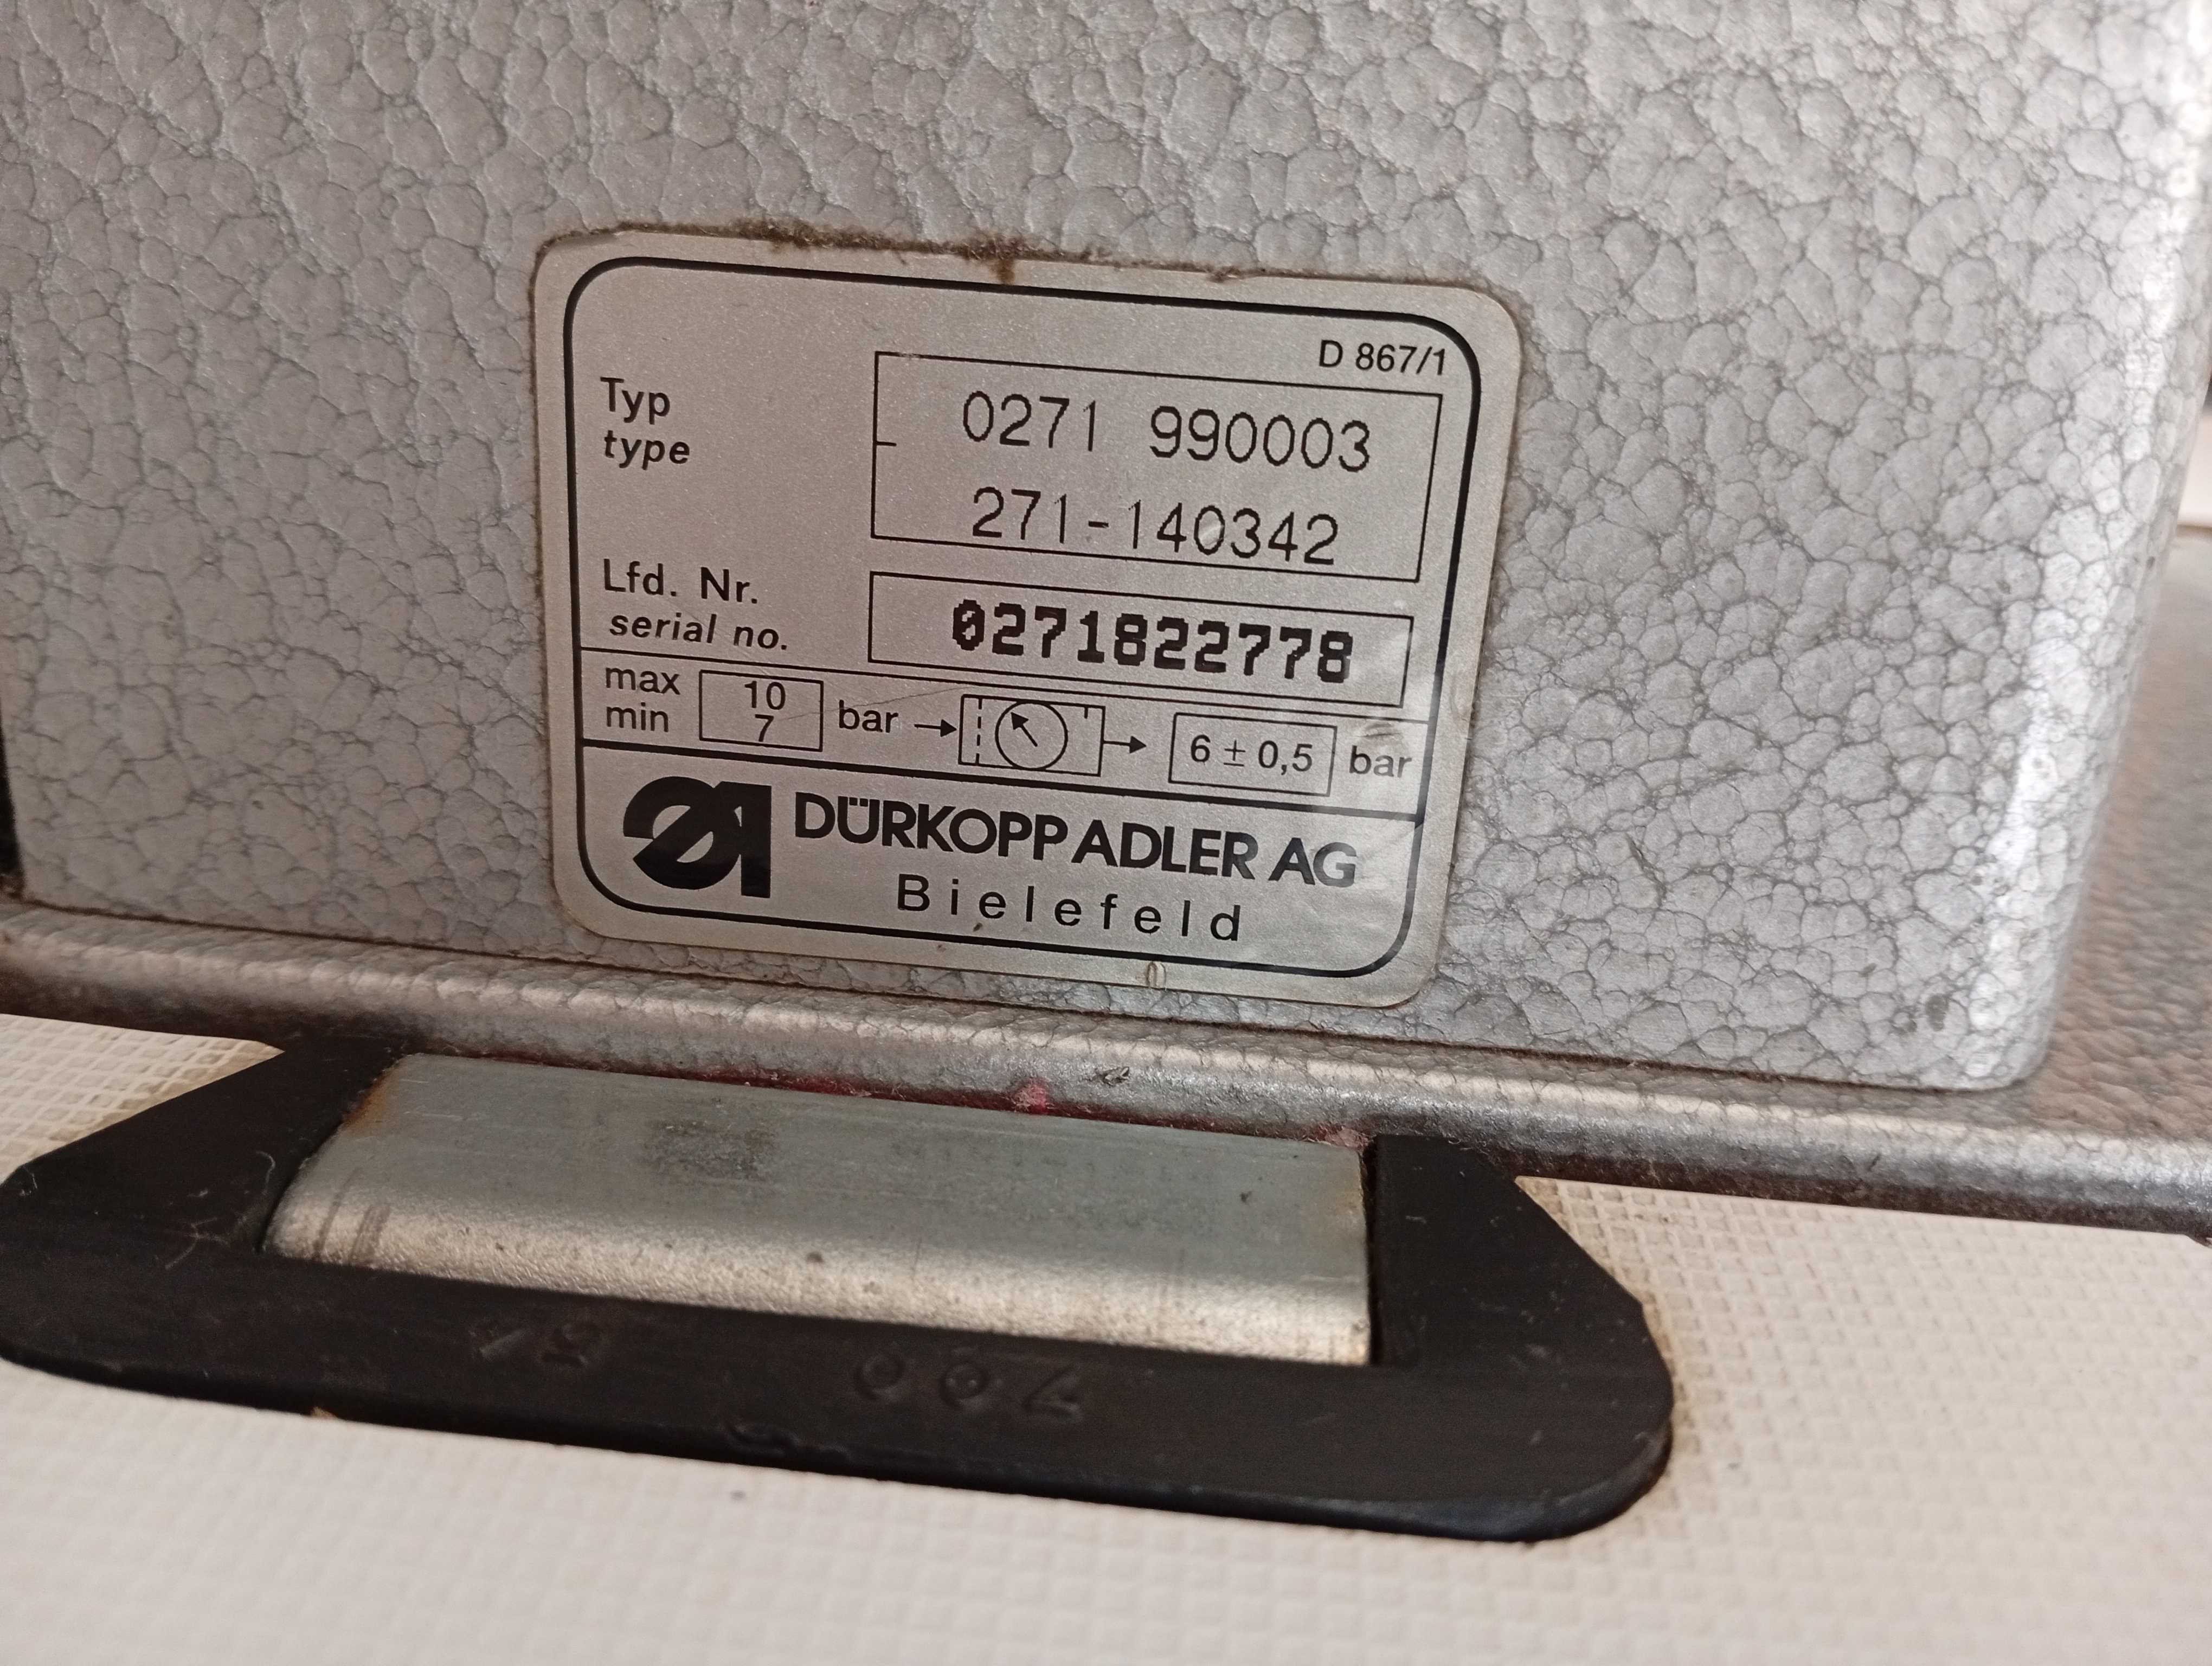 D 867/1
Typ
type
0271 990003
271-140342
Lfd. Nr.
serial no.
0271822778
max
min
10
7
bar
6 ± 0,5
bar
DÜRKOPP ADLER AG
Bielefeld